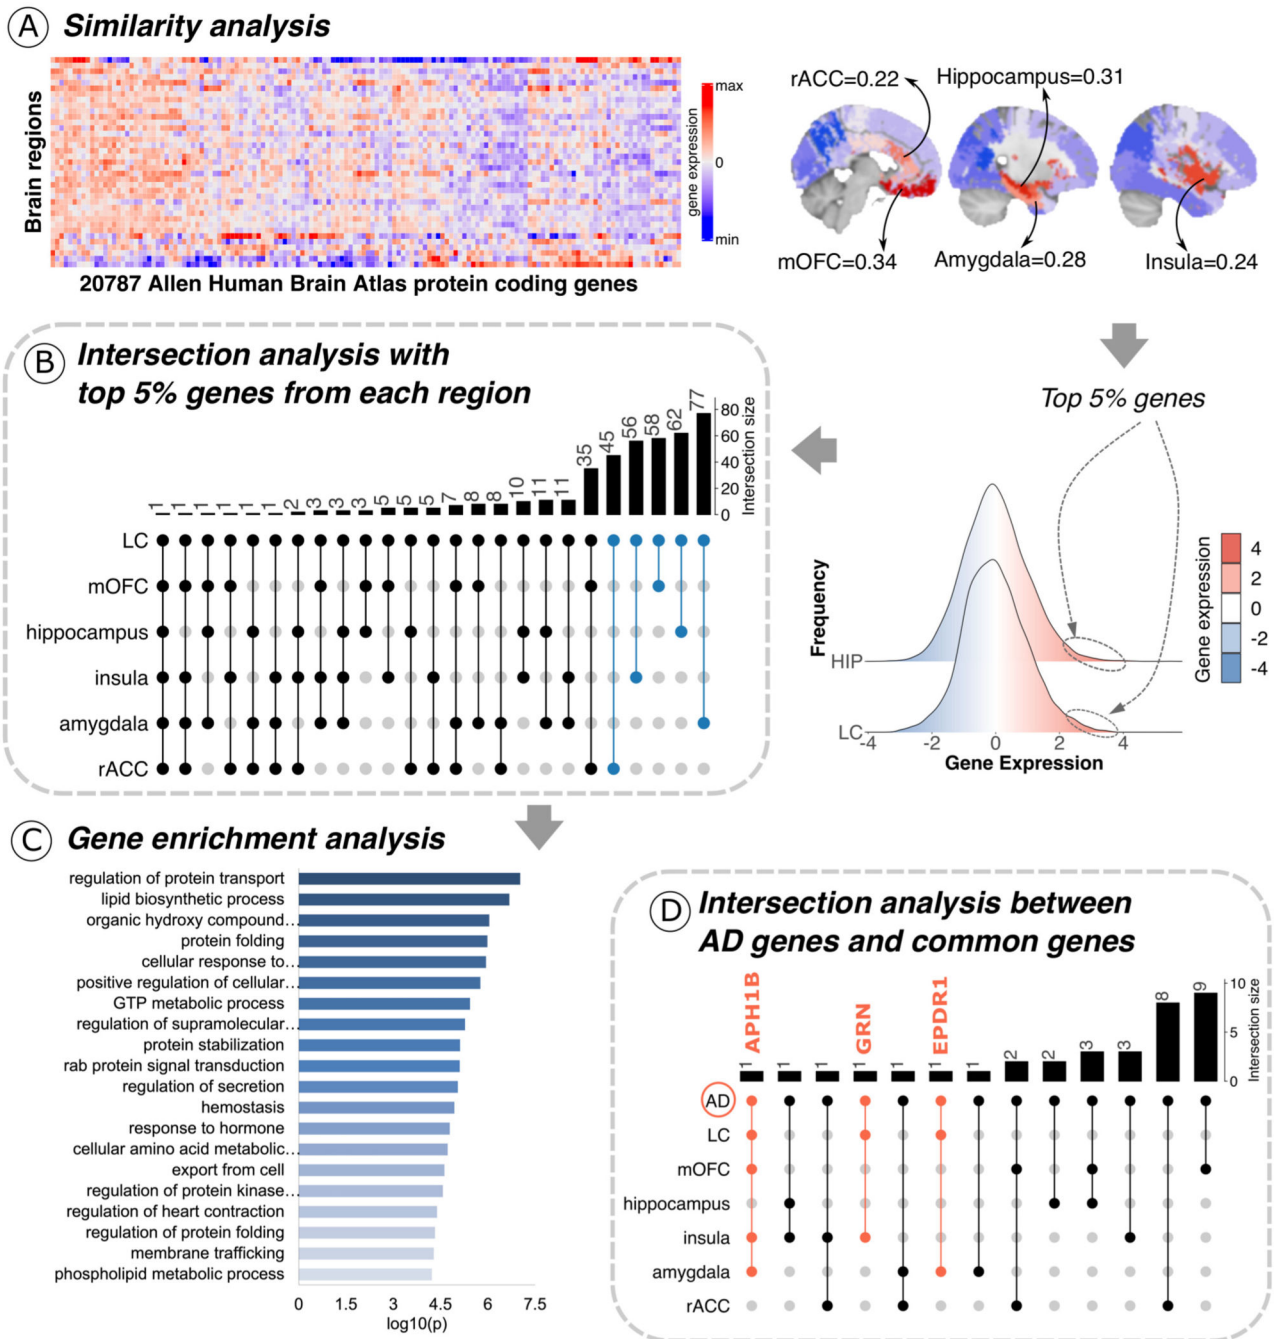 A Similarity analysis
Brain regions
20787 Allen Human Brain Atlas protein coding genes
max
0
min
gene expression
rACC=0.22
Hippocampus=0.31
mOFC=0.34
Amygdala=0.28
Insula=0.24
B Intersection analysis with
top 5% genes from each region
1 1 1 1 1 1 2 3 3 3 5 5 5 7 8 8 10 11 11 35 45 56 58 62 77
80
60
40
20
0
Intersection size
LC
mOFC
hippocampus
insula
amygdala
rACC
Top 5% genes
Frequency
HIP
LC
-4 -2 0 2 4
Gene Expression
Gene expression
4
2
0
-2
-4
C Gene enrichment analysis
regulation of protein transport
lipid biosynthetic process
organic hydroxy compound...
protein folding
cellular response to...
positive regulation of cellular...
GTP metabolic process
regulation of supramolecular...
protein stabilization
rab protein signal transduction
regulation of secretion
hemostasis
response to hormone
cellular amino acid metabolic...
export from cell
regulation of protein kinase...
regulation of heart contraction
regulation of protein folding
membrane trafficking
phospholipid metabolic process
0 1.5 3 4.5 6 7.5
log10(p)
D Intersection analysis between
AD genes and common genes
APH1B
GRN
EPDR1
1 1 1 1 1 1 1 2 2 3 3 8 9
10
5
0
Intersection size
AD
LC
mOFC
hippocampus
insula
amygdala
rACC